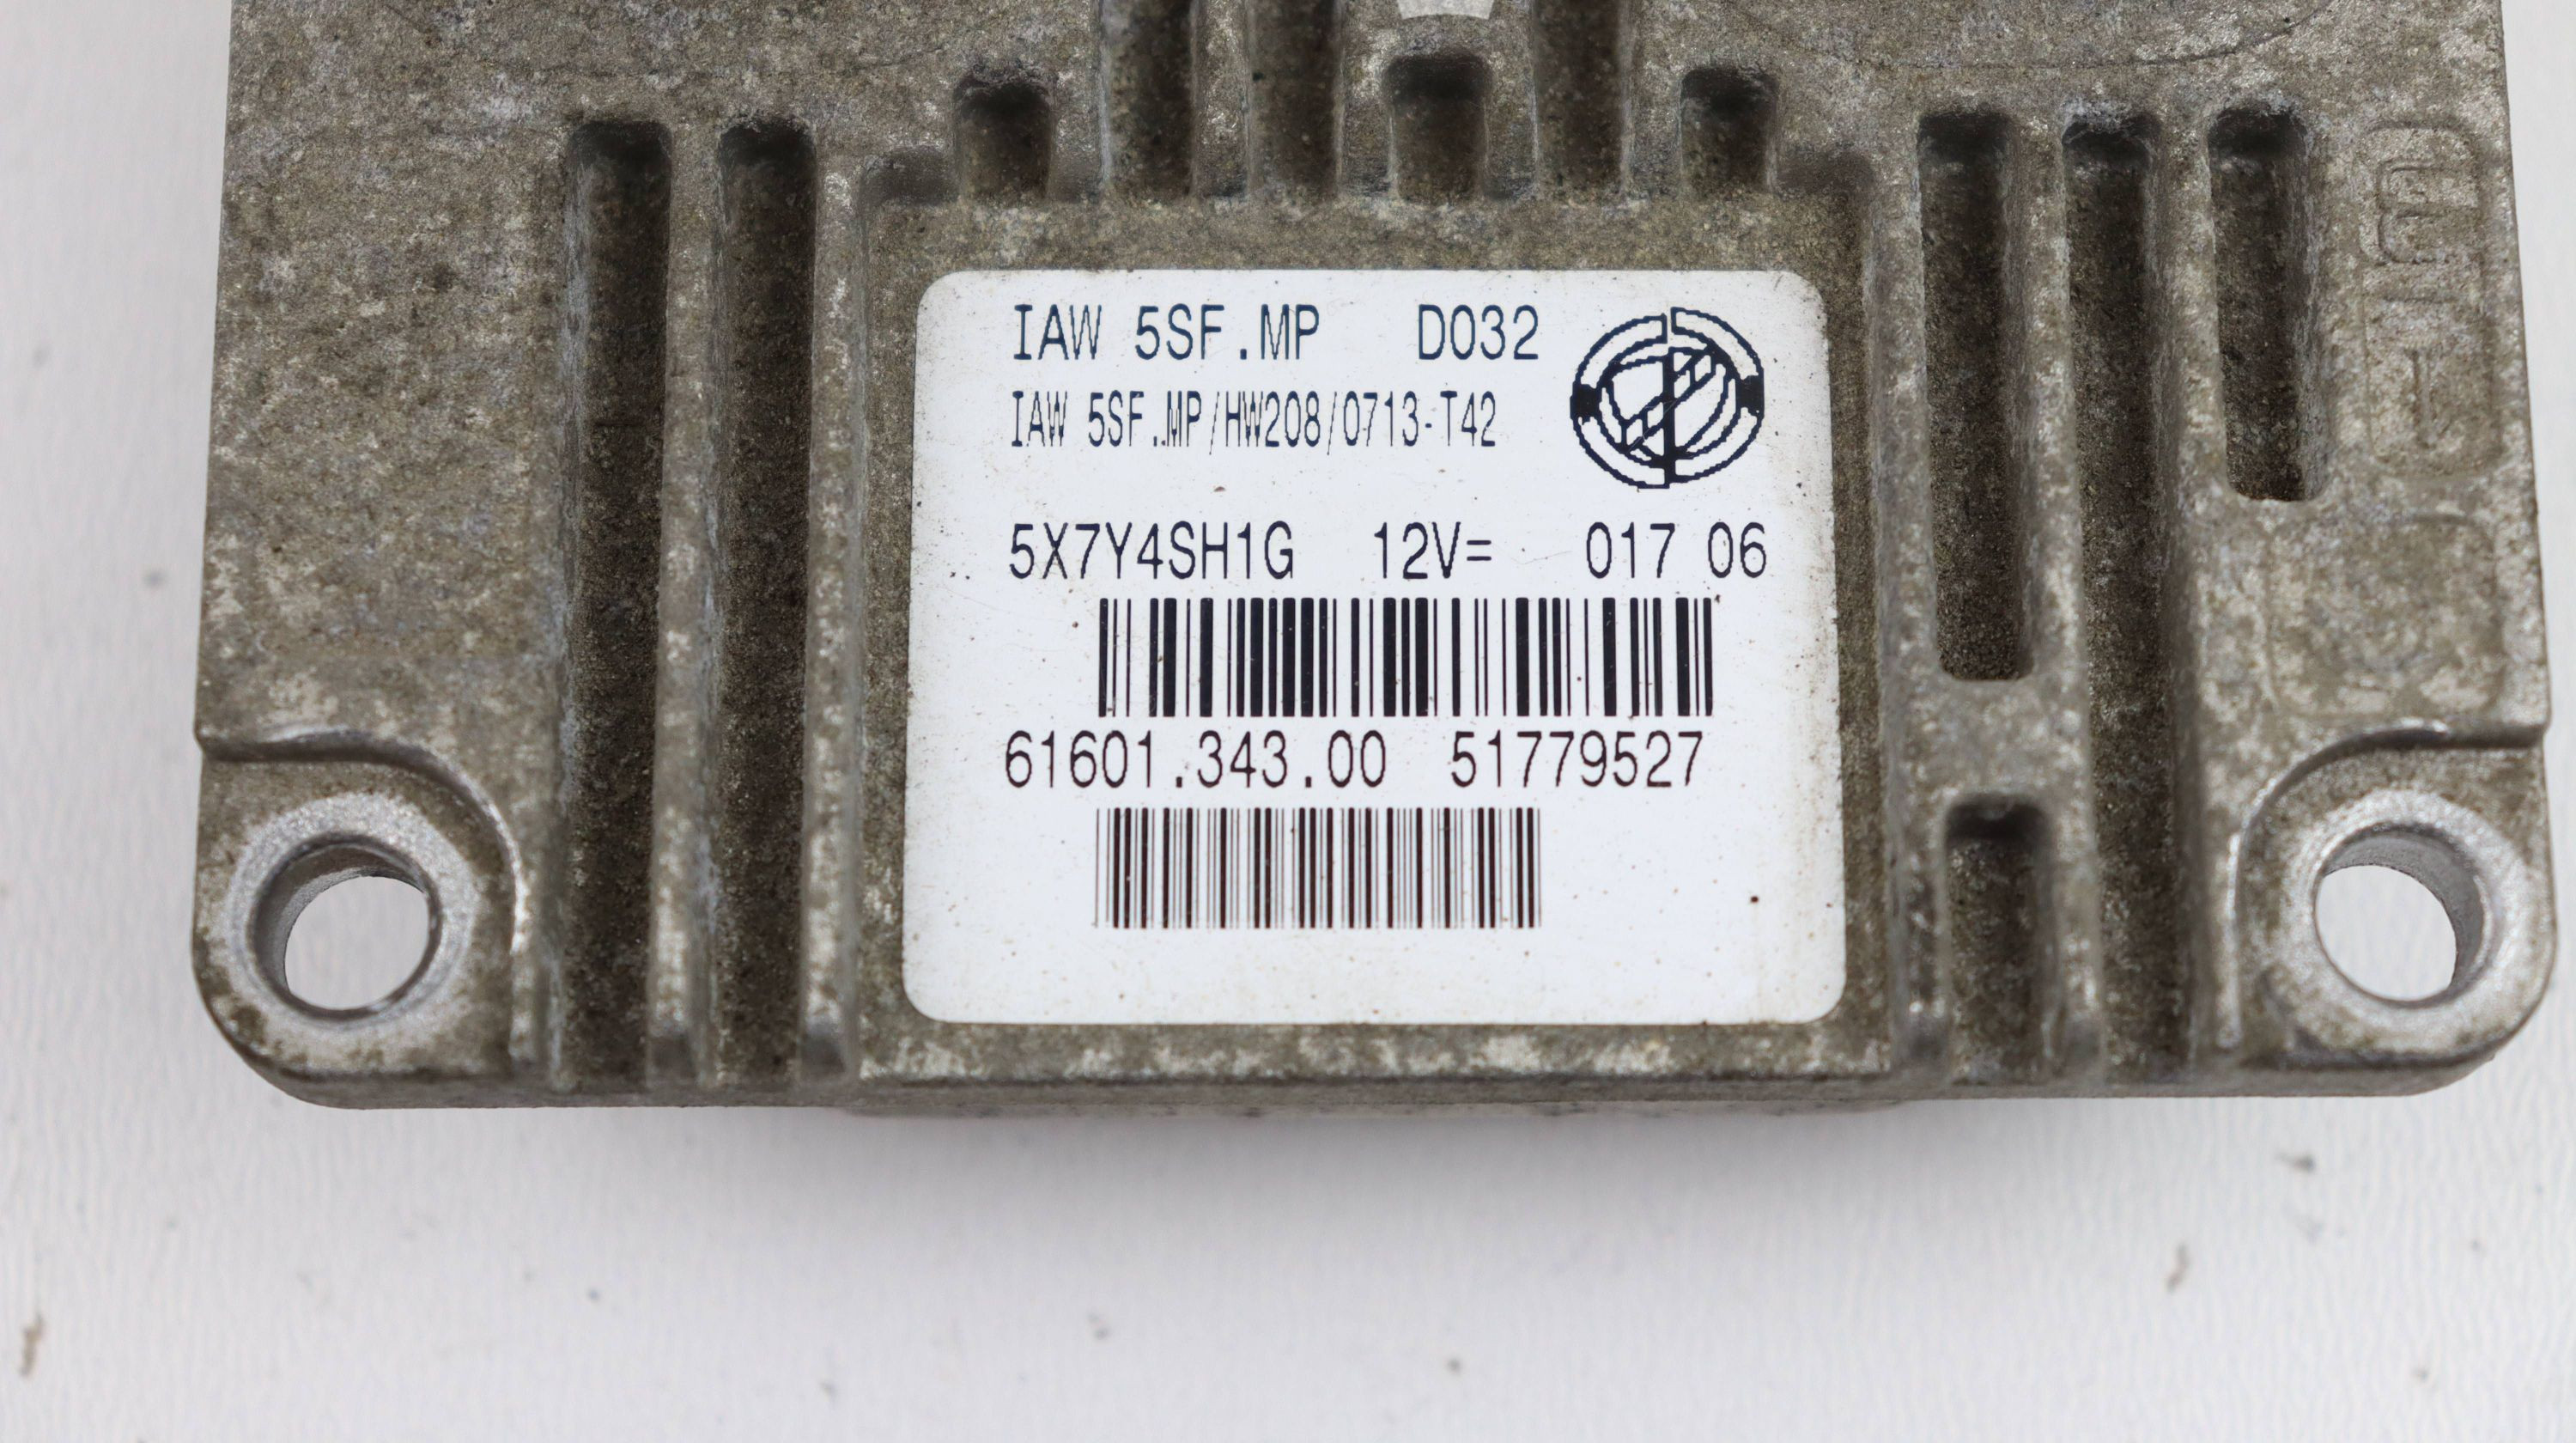 IAW 5SF.MP D032
IAW 5SF.MP/HW208/0713-T42
5X7Y4SH1G 12V= 017 06
61601.343.00 51779527